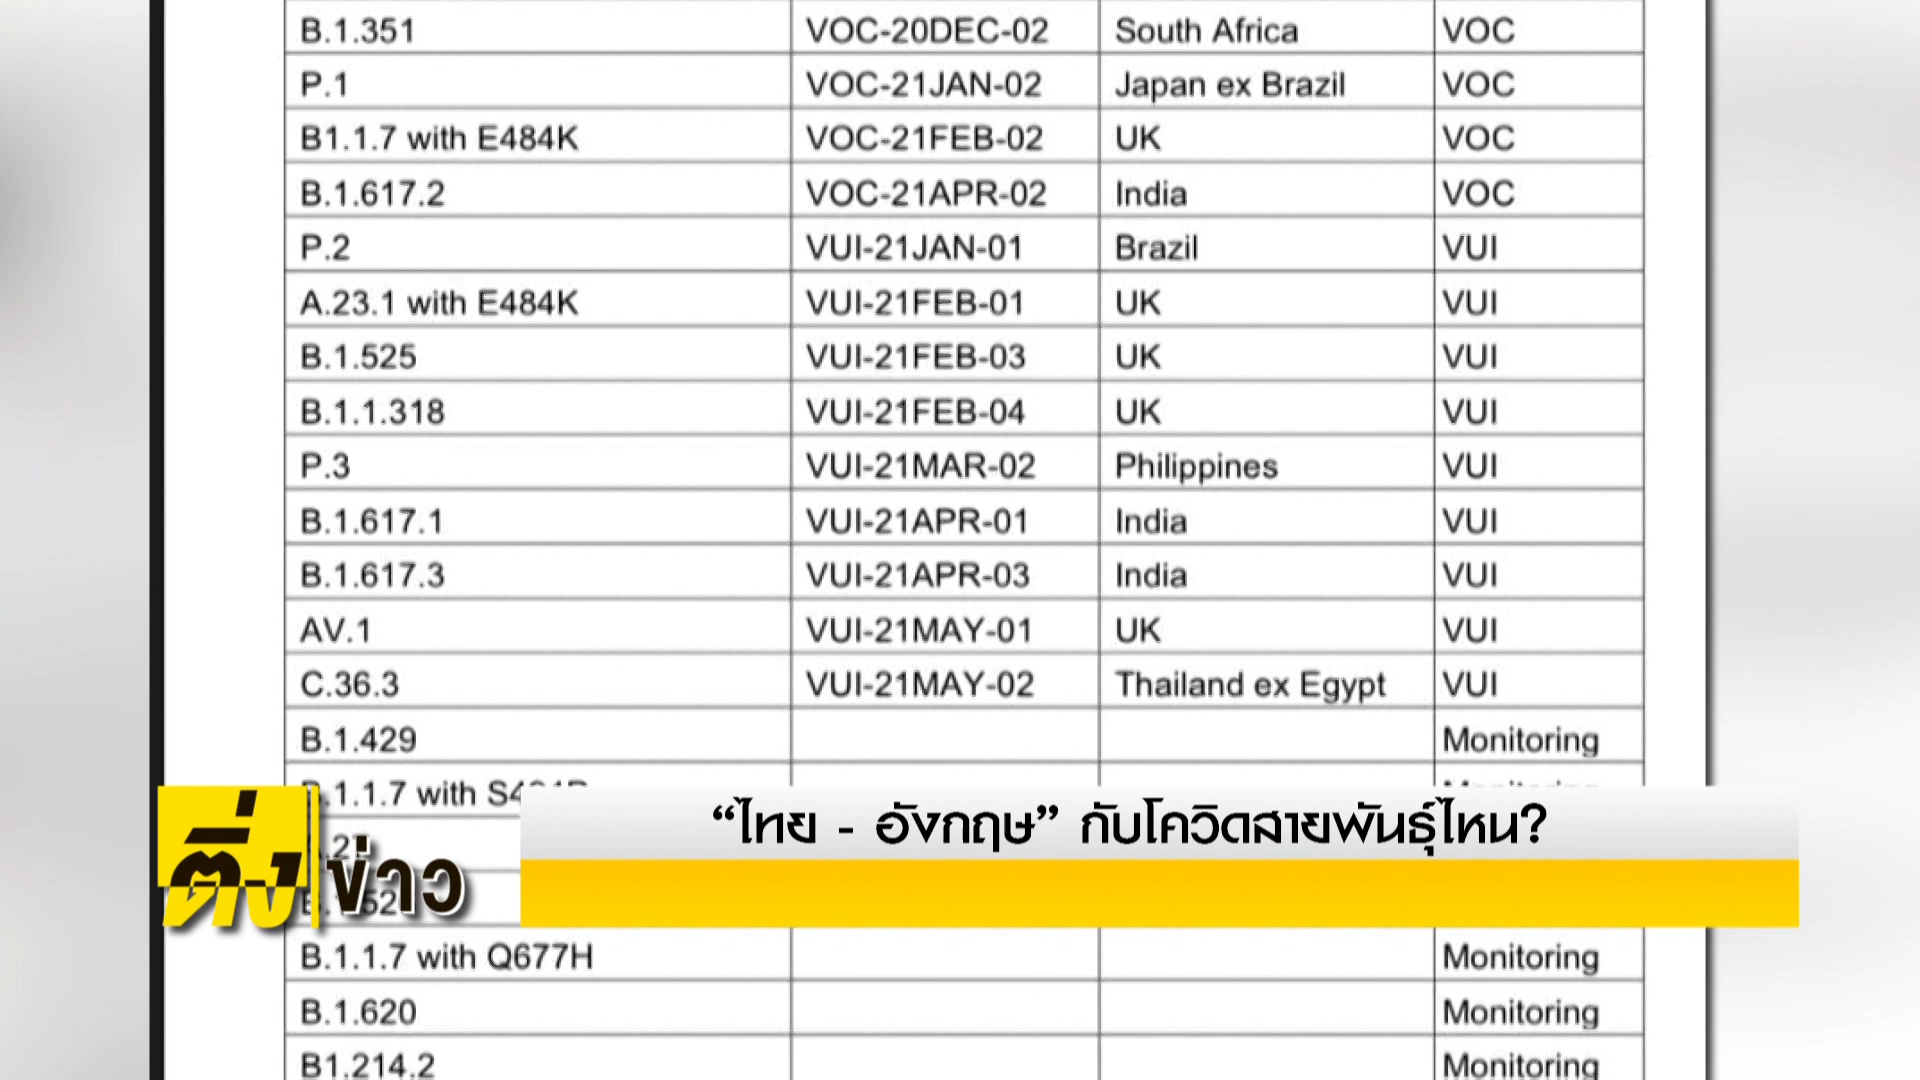 B.1.351 VOC-20DEC-02 South Africa VOC
P.1 VOC-21JAN-02 Japan ex Brazil VOC
B1.1.7 with E484K VOC-21FEB-02 UK VOC
B.1.617.2 VOC-21APR-02 India VOC
P.2 VUI-21JAN-01 Brazil VUI
A.23.1 with E484K VUI-21FEB-01 UK VUI
B.1.525 VUI-21FEB-03 UK VUI
B.1.1.318 VUI-21FEB-04 UK VUI
P.3 VUI-21MAR-02 Philippines VUI
B.1.617.1 VUI-21APR-01 India VUI
B.1.617.3 VUI-21APR-03 India VUI
AV.1 VUI-21MAY-01 UK VUI
C.36.3 VUI-21MAY-02 Thailand ex Egypt VUI
B.1.429 Monitoring
with
ติ่งข่าว
“ไทย - อังกฤษ” กับโควิดสายพันธุ์ไหน?
B.1.1.7 with Q677H Monitoring
B.1.620 Monitoring
B1.214.2 Monitoring